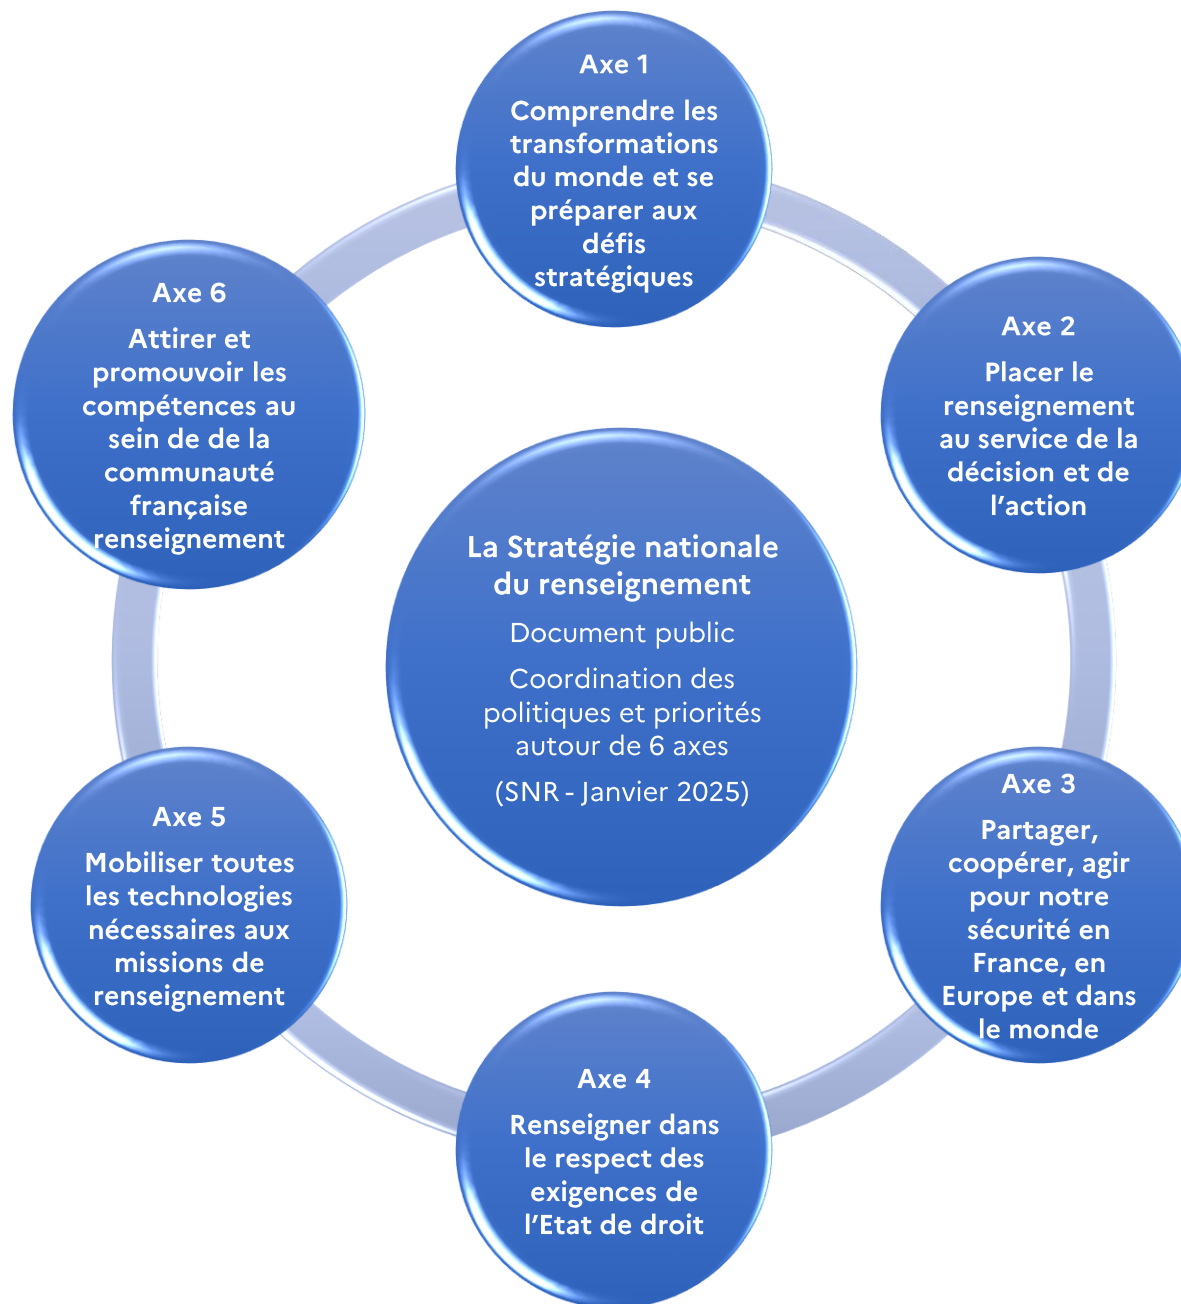 Axe 1
Comprendre les
transformations
du monde et se
préparer aux
défis
stratégiques
Axe 2
Placer le
renseignement
au service de la
décision et de
l’action
Axe 3
Partager,
coopérer, agir
pour notre
sécurité en
France, en
Europe et dans
le monde
Axe 4
Renseigner dans
le respect des
exigences de
l’Etat de droit
Axe 5
Mobiliser toutes
les technologies
nécessaires aux
missions de
renseignement
Axe 6
Attirer et
promouvoir les
compétences au
sein de de la
communauté
française
renseignement
La Stratégie nationale
du renseignement
Document public
Coordination des
politiques et priorités
autour de 6 axes
(SNR - Janvier 2025)